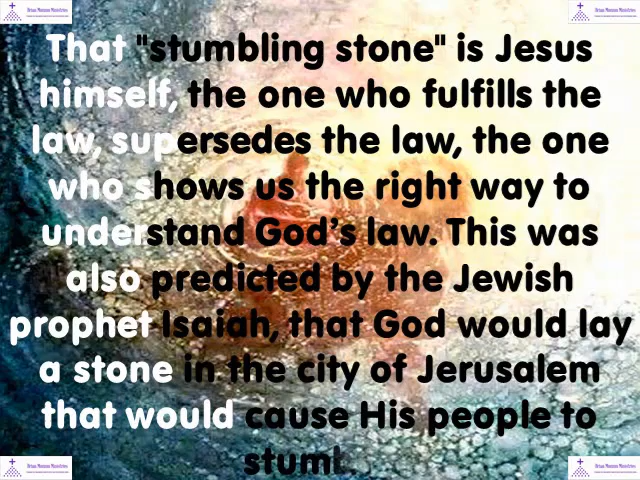 That "stumbling stone" is Jesus
himself, the one who fulfills the
law, supersedes the law, the one
who shows us the right way to
understand God's law. This was
also predicted by the Jewish
prophet Isaiah, that God would lay
a stone in the city of Jerusalem
that would cause His people to